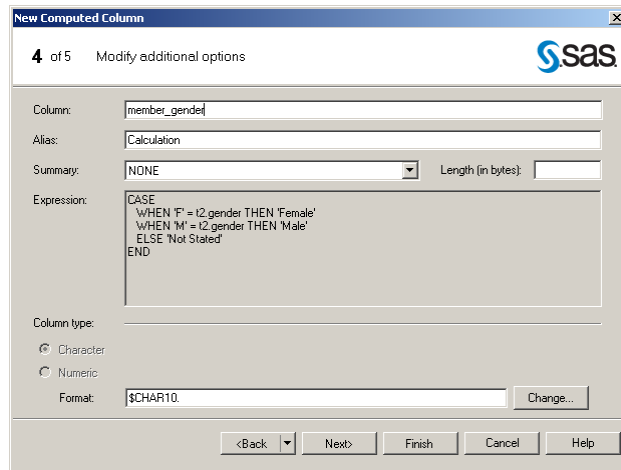 New Computed Column
4 of 5 Modify additional options
sas
Column: member_gender
Alias: Calculation
Summary: NONE Length (in bytes):
Expression: CASE
WHEN 'F' = t2.gender THEN 'Female'
WHEN 'M' = t2.gender THEN 'Male'
ELSE 'Not Stated'
END
Column type:
Character
Numeric
Format: $CHAR10. Change...
<Back Next> Finish Cancel Help